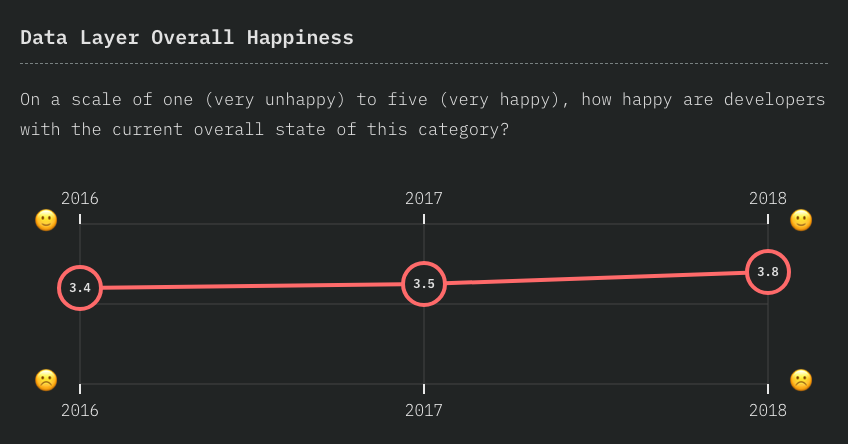 Data Layer Overall Happiness
On a scale of one (very unhappy) to five (very happy), how happy are developers
with the current overall state of this category?
2016 2017 2018
3.4 3.5 3.8
2016 2017 2018